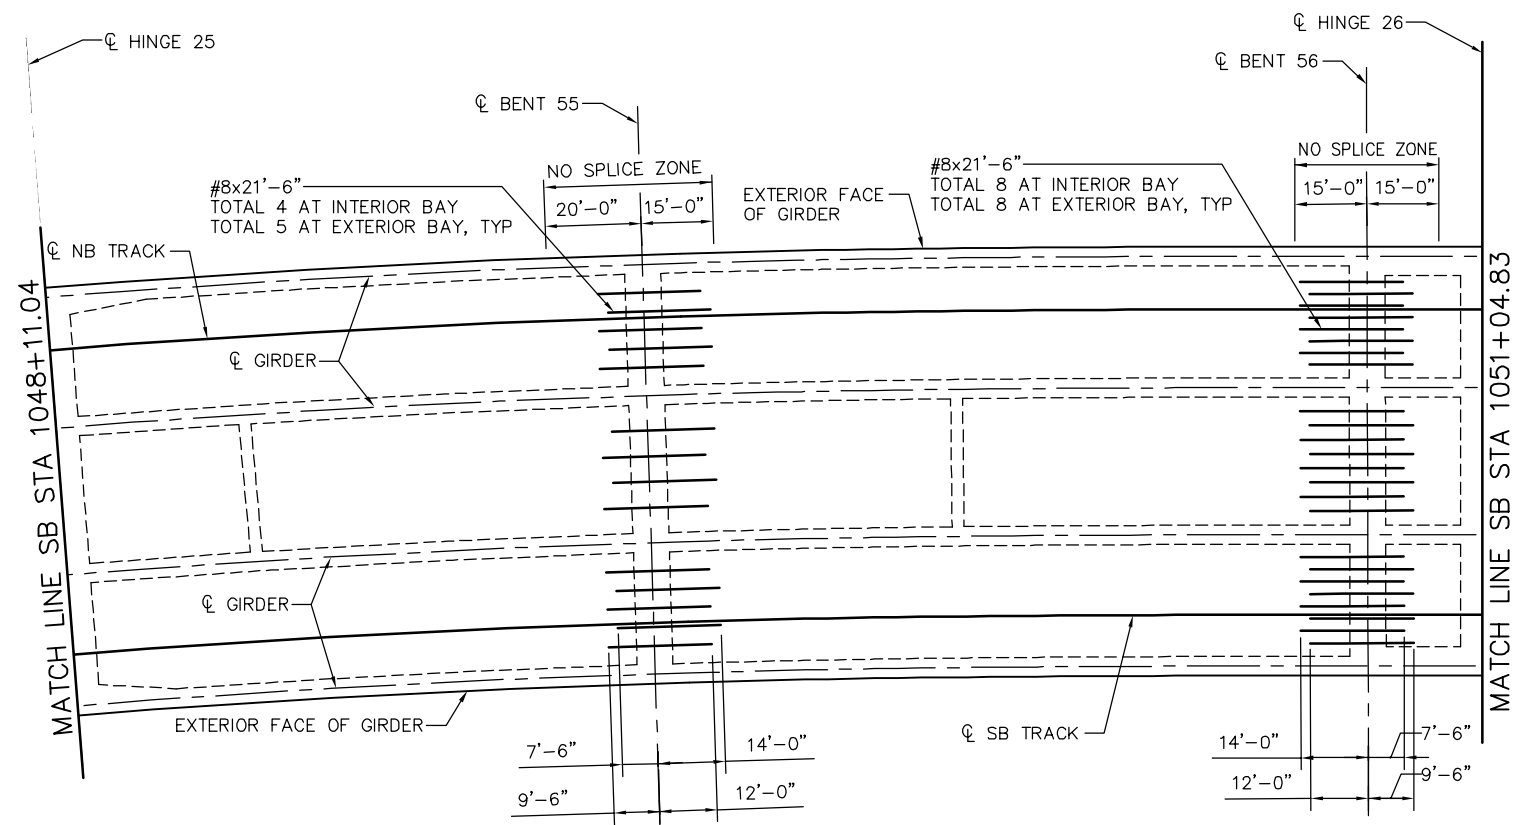 ℄ HINGE 25
℄ HINGE 26
℄ BENT 55
℄ BENT 56
NO SPLICE ZONE
20'-0" 15'-0"
#8x21'-6"
TOTAL 4 AT INTERIOR BAY
TOTAL 5 AT EXTERIOR BAY, TYP
EXTERIOR FACE
OF GIRDER
#8x21'-6"
TOTAL 8 AT INTERIOR BAY
TOTAL 8 AT EXTERIOR BAY, TYP
NO SPLICE ZONE
15'-0" 15'-0"
℄ NB TRACK
℄ GIRDER
℄ GIRDER
MATCH LINE SB STA 1048+11.04
MATCH LINE SB STA 1051+04.83
EXTERIOR FACE OF GIRDER
℄ SB TRACK
7'-6" 14'-0"
9'-6" 12'-0"
14'-0" 7'-6"
12'-0" 9'-6"